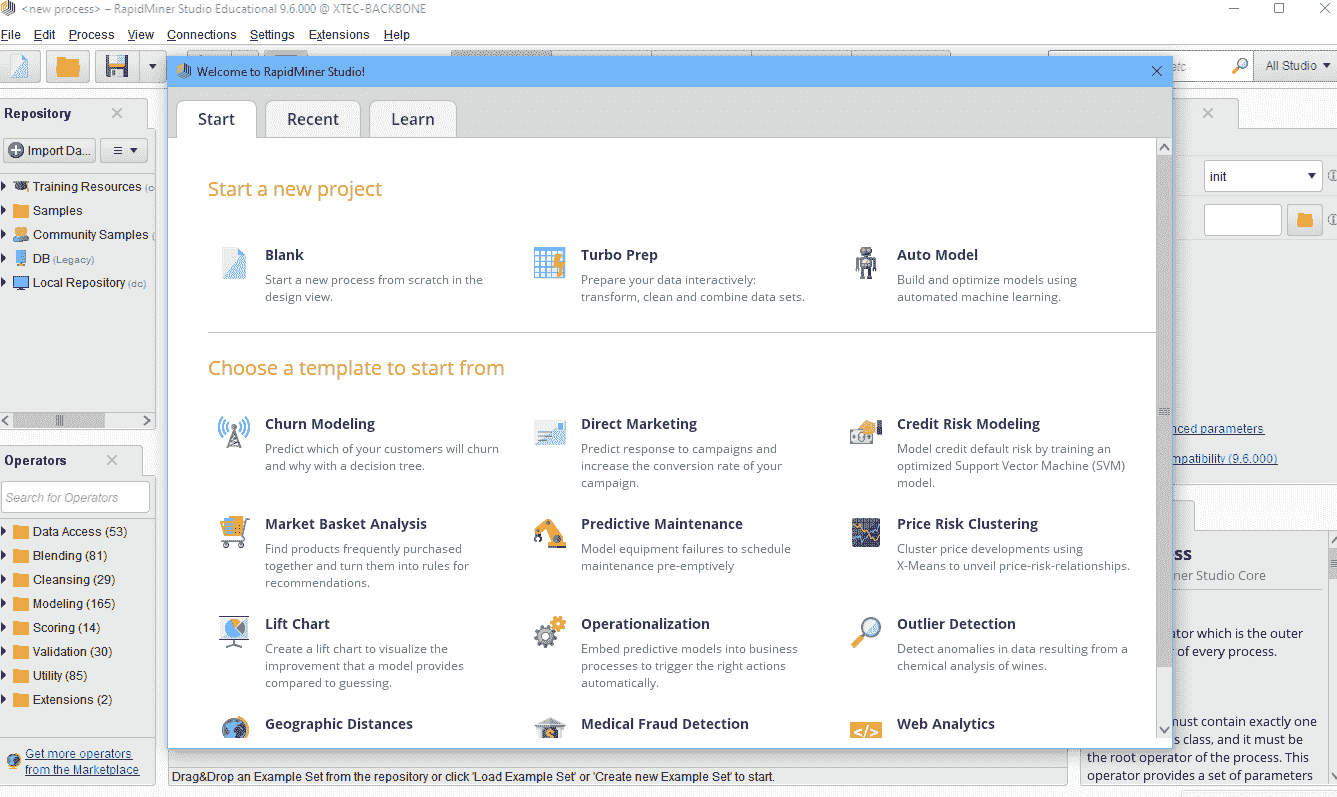 <new process> – RapidMiner Studio Educational 9.6.000 @ XTEC-BACKBONE
File Edit Process View Connections Settings Extensions Help
All Studio
Repository
Import Da...
Training Resources
Samples
Community Samples
DB (Legacy)
Local Repository (dc)
Operators
Search for Operators
Data Access (53)
Blending (81)
Cleansing (29)
Modeling (165)
Scoring (14)
Validation (30)
Utility (85)
Extensions (2)
Get more operators
from the Marketplace
Welcome to RapidMiner Studio!
Start Recent Learn
Start a new project
Blank
Start a new process from scratch in the
design view.
Turbo Prep
Prepare your data interactively:
transform, clean and combine data sets.
Auto Model
Build and optimize models using
automated machine learning.
Choose a template to start from
Churn Modeling
Predict which of your customers will churn
and why with a decision tree.
Direct Marketing
Predict response to campaigns and
increase the conversion rate of your
campaign.
Credit Risk Modeling
Model credit default risk by training an
optimized Support Vector Machine (SVM)
model.
Market Basket Analysis
Find products frequently purchased
together and turn them into rules for
recommendations.
Predictive Maintenance
Model equipment failures to schedule
maintenance pre-emptively
Price Risk Clustering
Cluster price developments using
X-Means to unveil price-risk-relationships.
Lift Chart
Create a lift chart to visualize the
improvement that a model provides
compared to guessing.
Operationalization
Embed predictive models into business
processes to trigger the right actions
automatically.
Outlier Detection
Detect anomalies in data resulting from a
chemical analysis of wines.
Geographic Distances
Medical Fraud Detection
Web Analytics
init
parameters
(9.6.000)
ner Studio Core
ator which is the outer
of every process.
must contain exactly one
s class, and it must be
the root operator of the process. This
operator provides a set of parameters
Drag&Drop an Example Set from the repository or click 'Load Example Set' or 'Create new Example Set' to start.